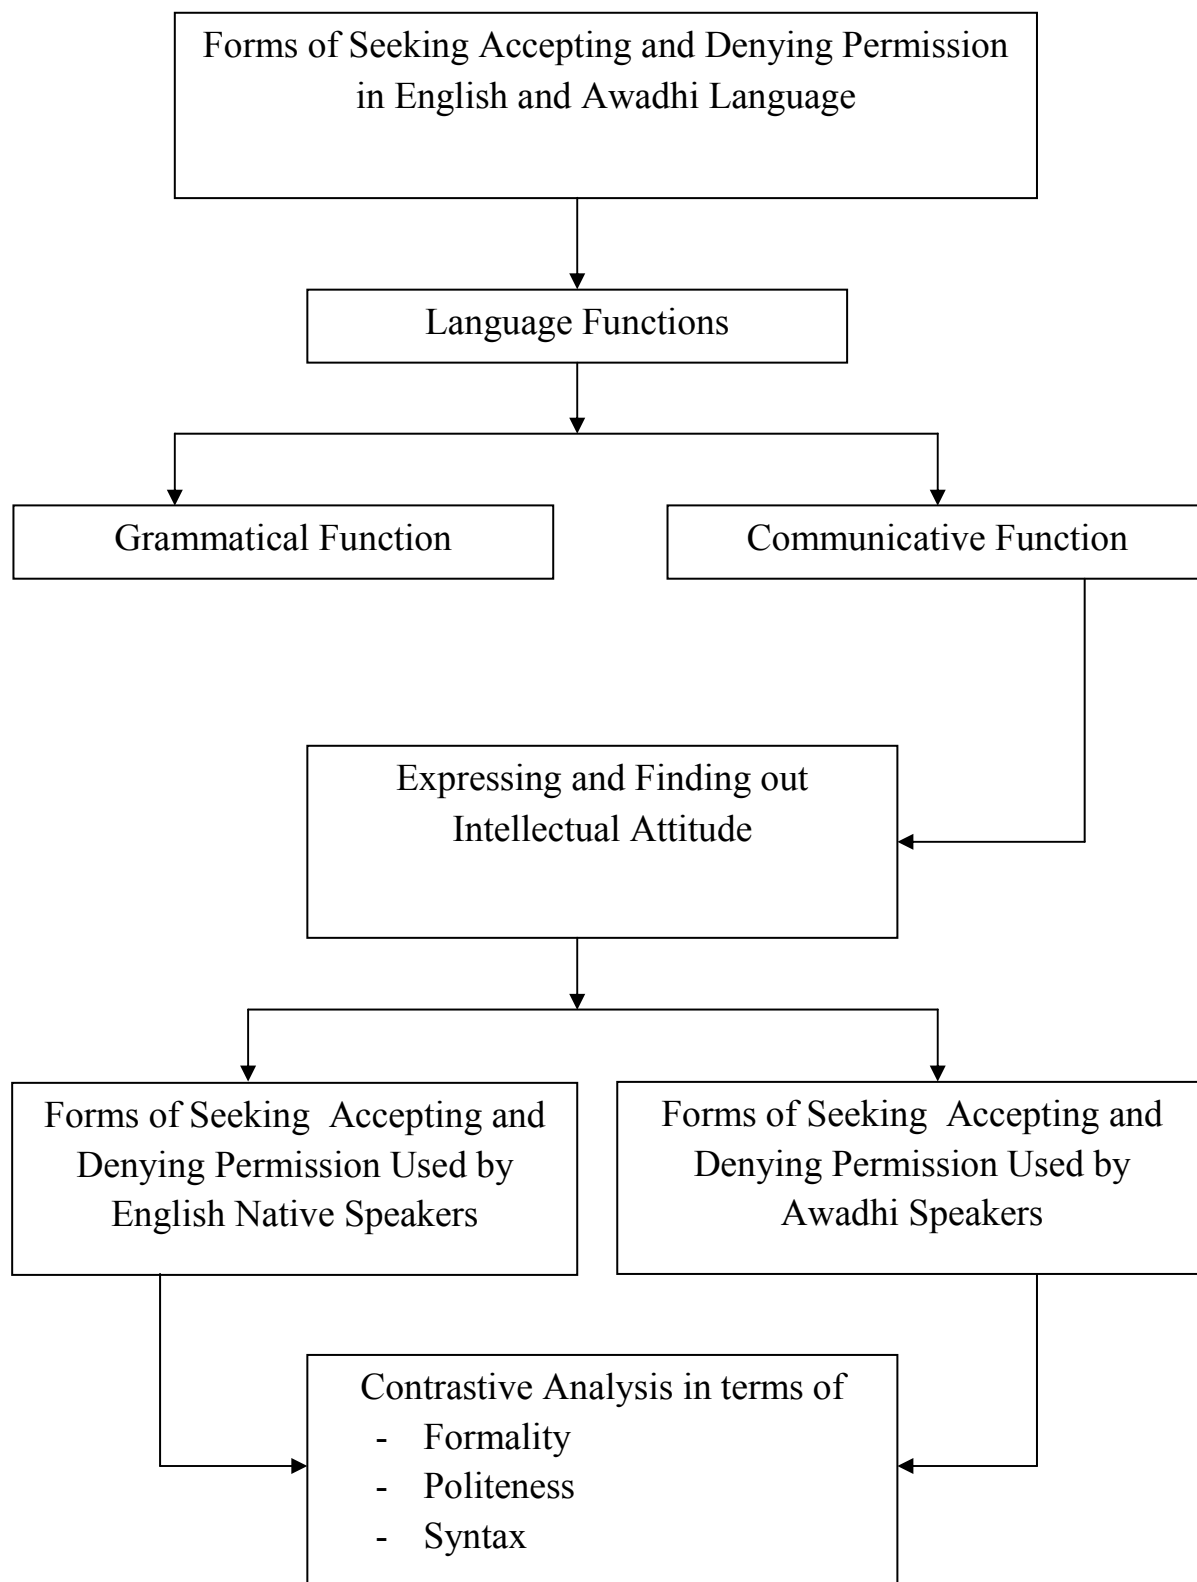 Forms of Seeking Accepting and Denying Permission
in English and Awadhi Language
Language Functions
Grammatical Function
Communicative Function
Expressing and Finding out
Intellectual Attitude
Forms of Seeking  Accepting and
Denying Permission Used by
English Native Speakers
Forms of Seeking  Accepting and
Denying Permission Used by
Awadhi Speakers
Contrastive Analysis in terms of
- Formality
- Politeness
- Syntax